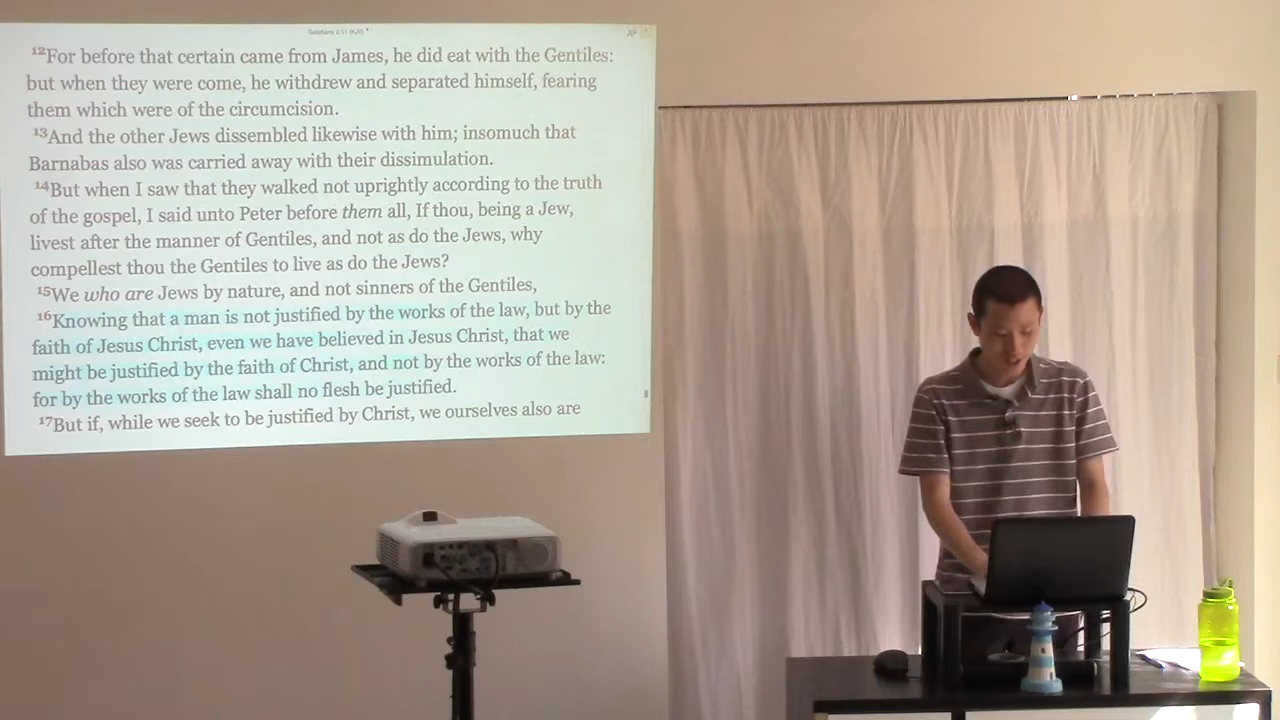 Galatians 2:11 (KJV)
¹²For before that certain came from James, he did eat with the Gentiles:
but when they were come, he withdrew and separated himself, fearing
them which were of the circumcision.
¹³And the other Jews dissembled likewise with him; insomuch that
Barnabas also was carried away with their dissimulation.
¹⁴But when I saw that they walked not uprightly according to the truth
of the gospel, I said unto Peter before them all, If thou, being a Jew,
livest after the manner of Gentiles, and not as do the Jews, why
compellest thou the Gentiles to live as do the Jews?
¹⁵We who are Jews by nature, and not sinners of the Gentiles,
¹⁶Knowing that a man is not justified by the works of the law, but by the
faith of Jesus Christ, even we have believed in Jesus Christ, that we
might be justified by the faith of Christ, and not by the works of the law:
for by the works of the law shall no flesh be justified.
¹⁷But if, while we seek to be justified by Christ, we ourselves also are